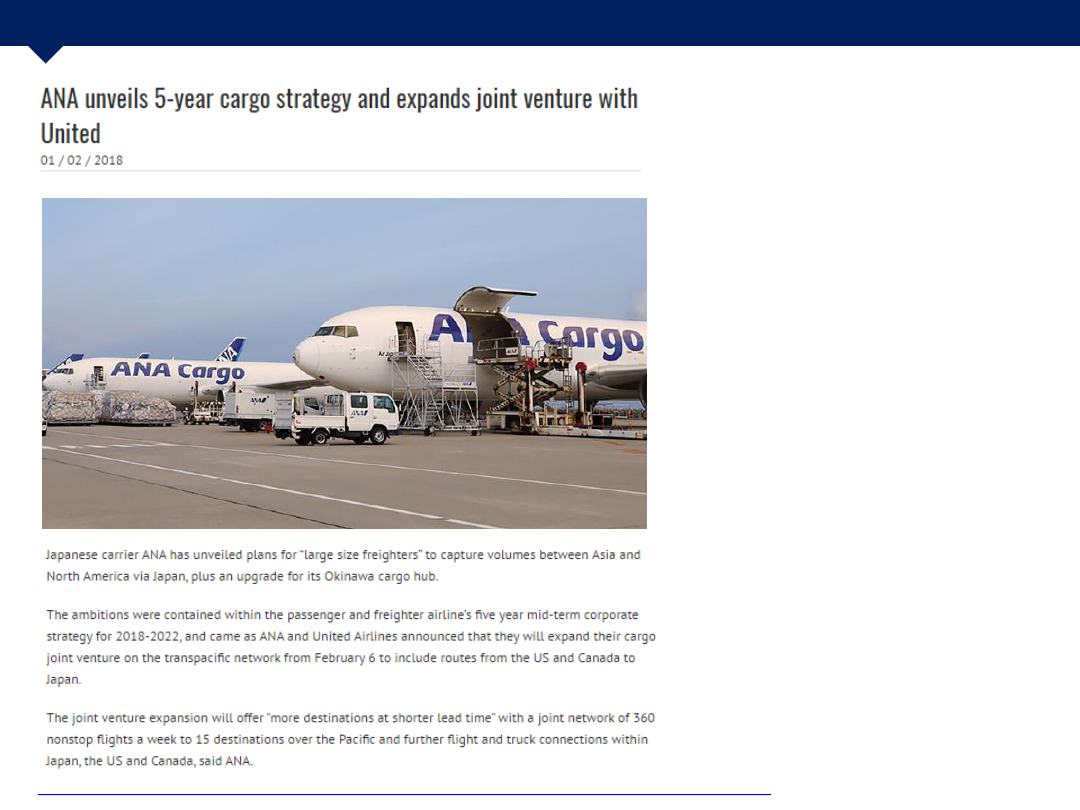 ANA unveils 5-year cargo strategy and expands joint venture with
United
01 / 02 / 2018
ANA Cargo
ANA Cargo
ANA
ANA
Japanese carrier ANA has unveiled plans for “large size freighters” to capture volumes between Asia and
North America via Japan, plus an upgrade for its Okinawa cargo hub.
The ambitions were contained within the passenger and freighter airline’s five year mid-term corporate
strategy for 2018-2022, and came as ANA and United Airlines announced that they will expand their cargo
joint venture on the transpacific network from February 6 to include routes from the US and Canada to
Japan.
The joint venture expansion will offer “more destinations at shorter lead time” with a joint network of 360
nonstop flights a week to 15 destinations over the Pacific and further flight and truck connections within
Japan, the US and Canada, said ANA.